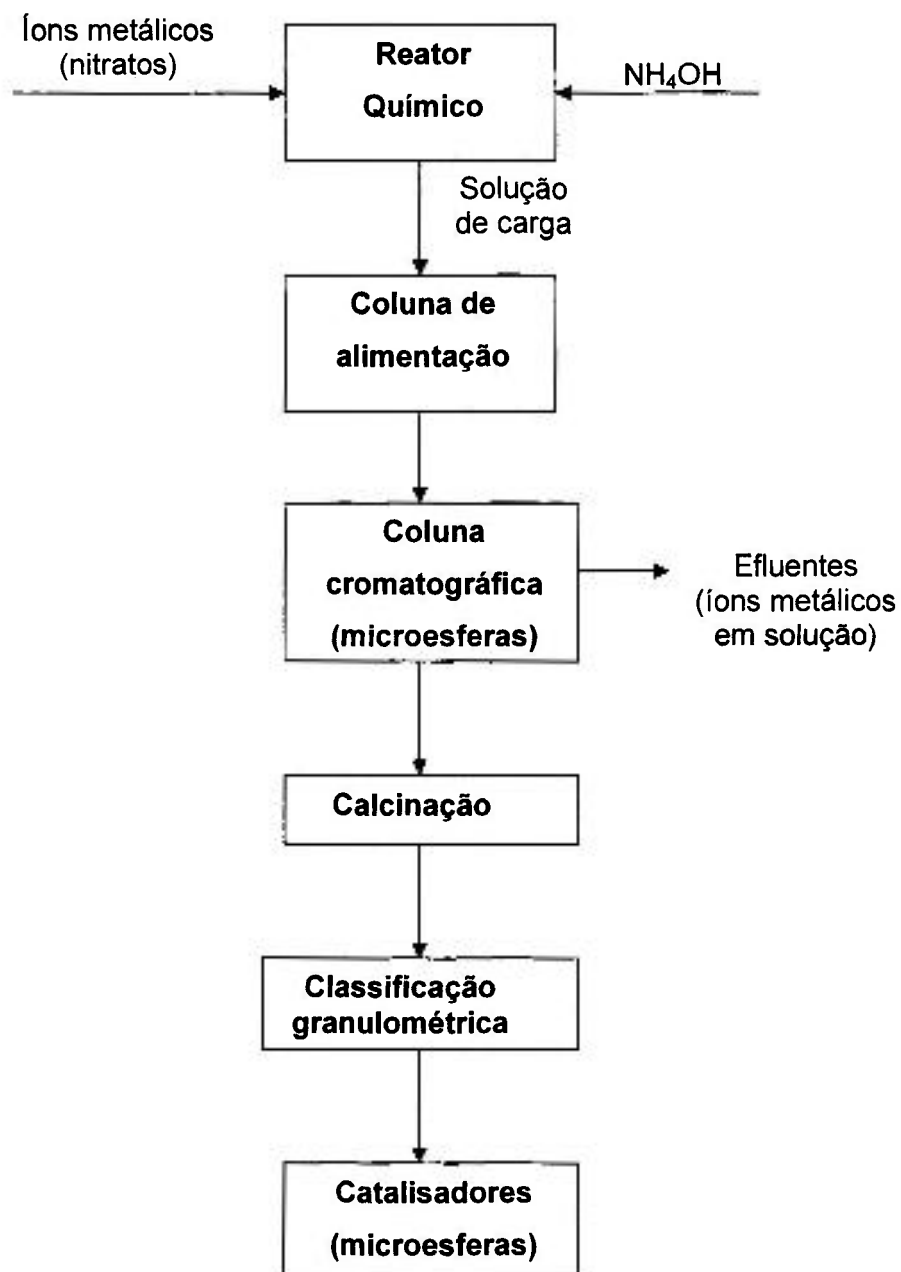 Íons metálicos
(nitratos)
Reator
Químico
NH₄OH
Solução
de carga
Coluna de
alimentação
Coluna
cromatográfica
(microesferas)
Efluentes
(íons metálicos
em solução)
Calcinação
Classificação
granulométrica
Catalisadores
(microesferas)